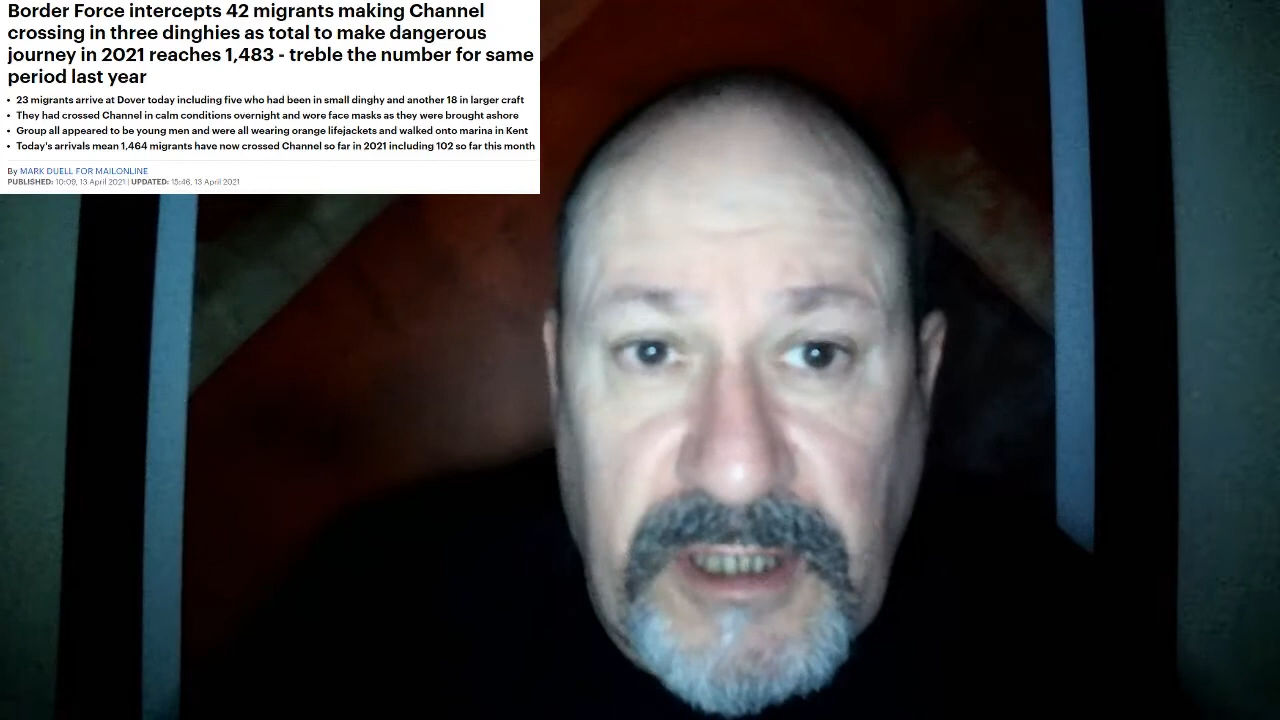 Border Force intercepts 42 migrants making Channel
crossing in three dinghies as total to make dangerous
journey in 2021 reaches 1,483 - treble the number for same
period last year
• 23 migrants arrive at Dover today including five who had been in small dinghy and another 18 in larger craft
• They had crossed Channel in calm conditions overnight and wore face masks as they were brought ashore
• Group all appeared to be young men and were all wearing orange lifejackets and walked onto marina in Kent
• Today's arrivals mean 1,464 migrants have now crossed Channel so far in 2021 including 102 so far this month
By MARK DUELL FOR MAILONLINE
PUBLISHED: 10:09, 13 April 2021 | UPDATED: 15:46, 13 April 2021